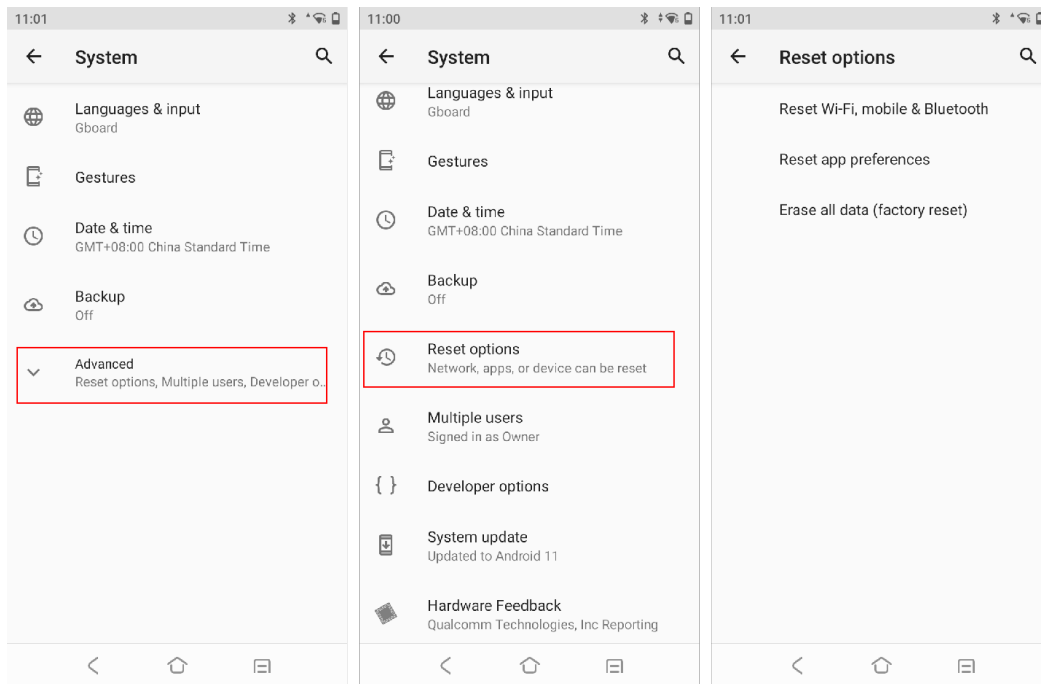 11:01
System
Languages & input
Gboard
Gestures
Date & time
GMT+08:00 China Standard Time
Backup
Off
Advanced
Reset options, Multiple users, Developer o..
11:00
System
Languages & input
Gboard
Gestures
Date & time
GMT+08:00 China Standard Time
Backup
Off
Reset options
Network, apps, or device can be reset
Multiple users
Signed in as Owner
Developer options
System update
Updated to Android 11
Hardware Feedback
Qualcomm Technologies, Inc Reporting
11:01
Reset options
Reset Wi-Fi, mobile & Bluetooth
Reset app preferences
Erase all data (factory reset)